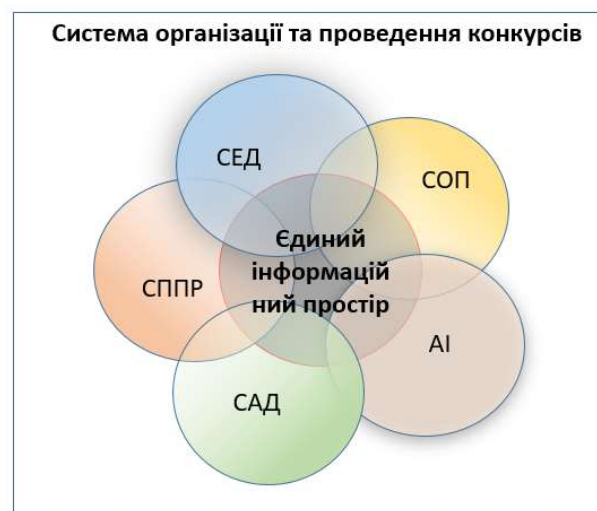 Система організації та проведення конкурсів
СЕД
СОП
Єдиний
інформацій
ний простір
СППР
АІ
САД